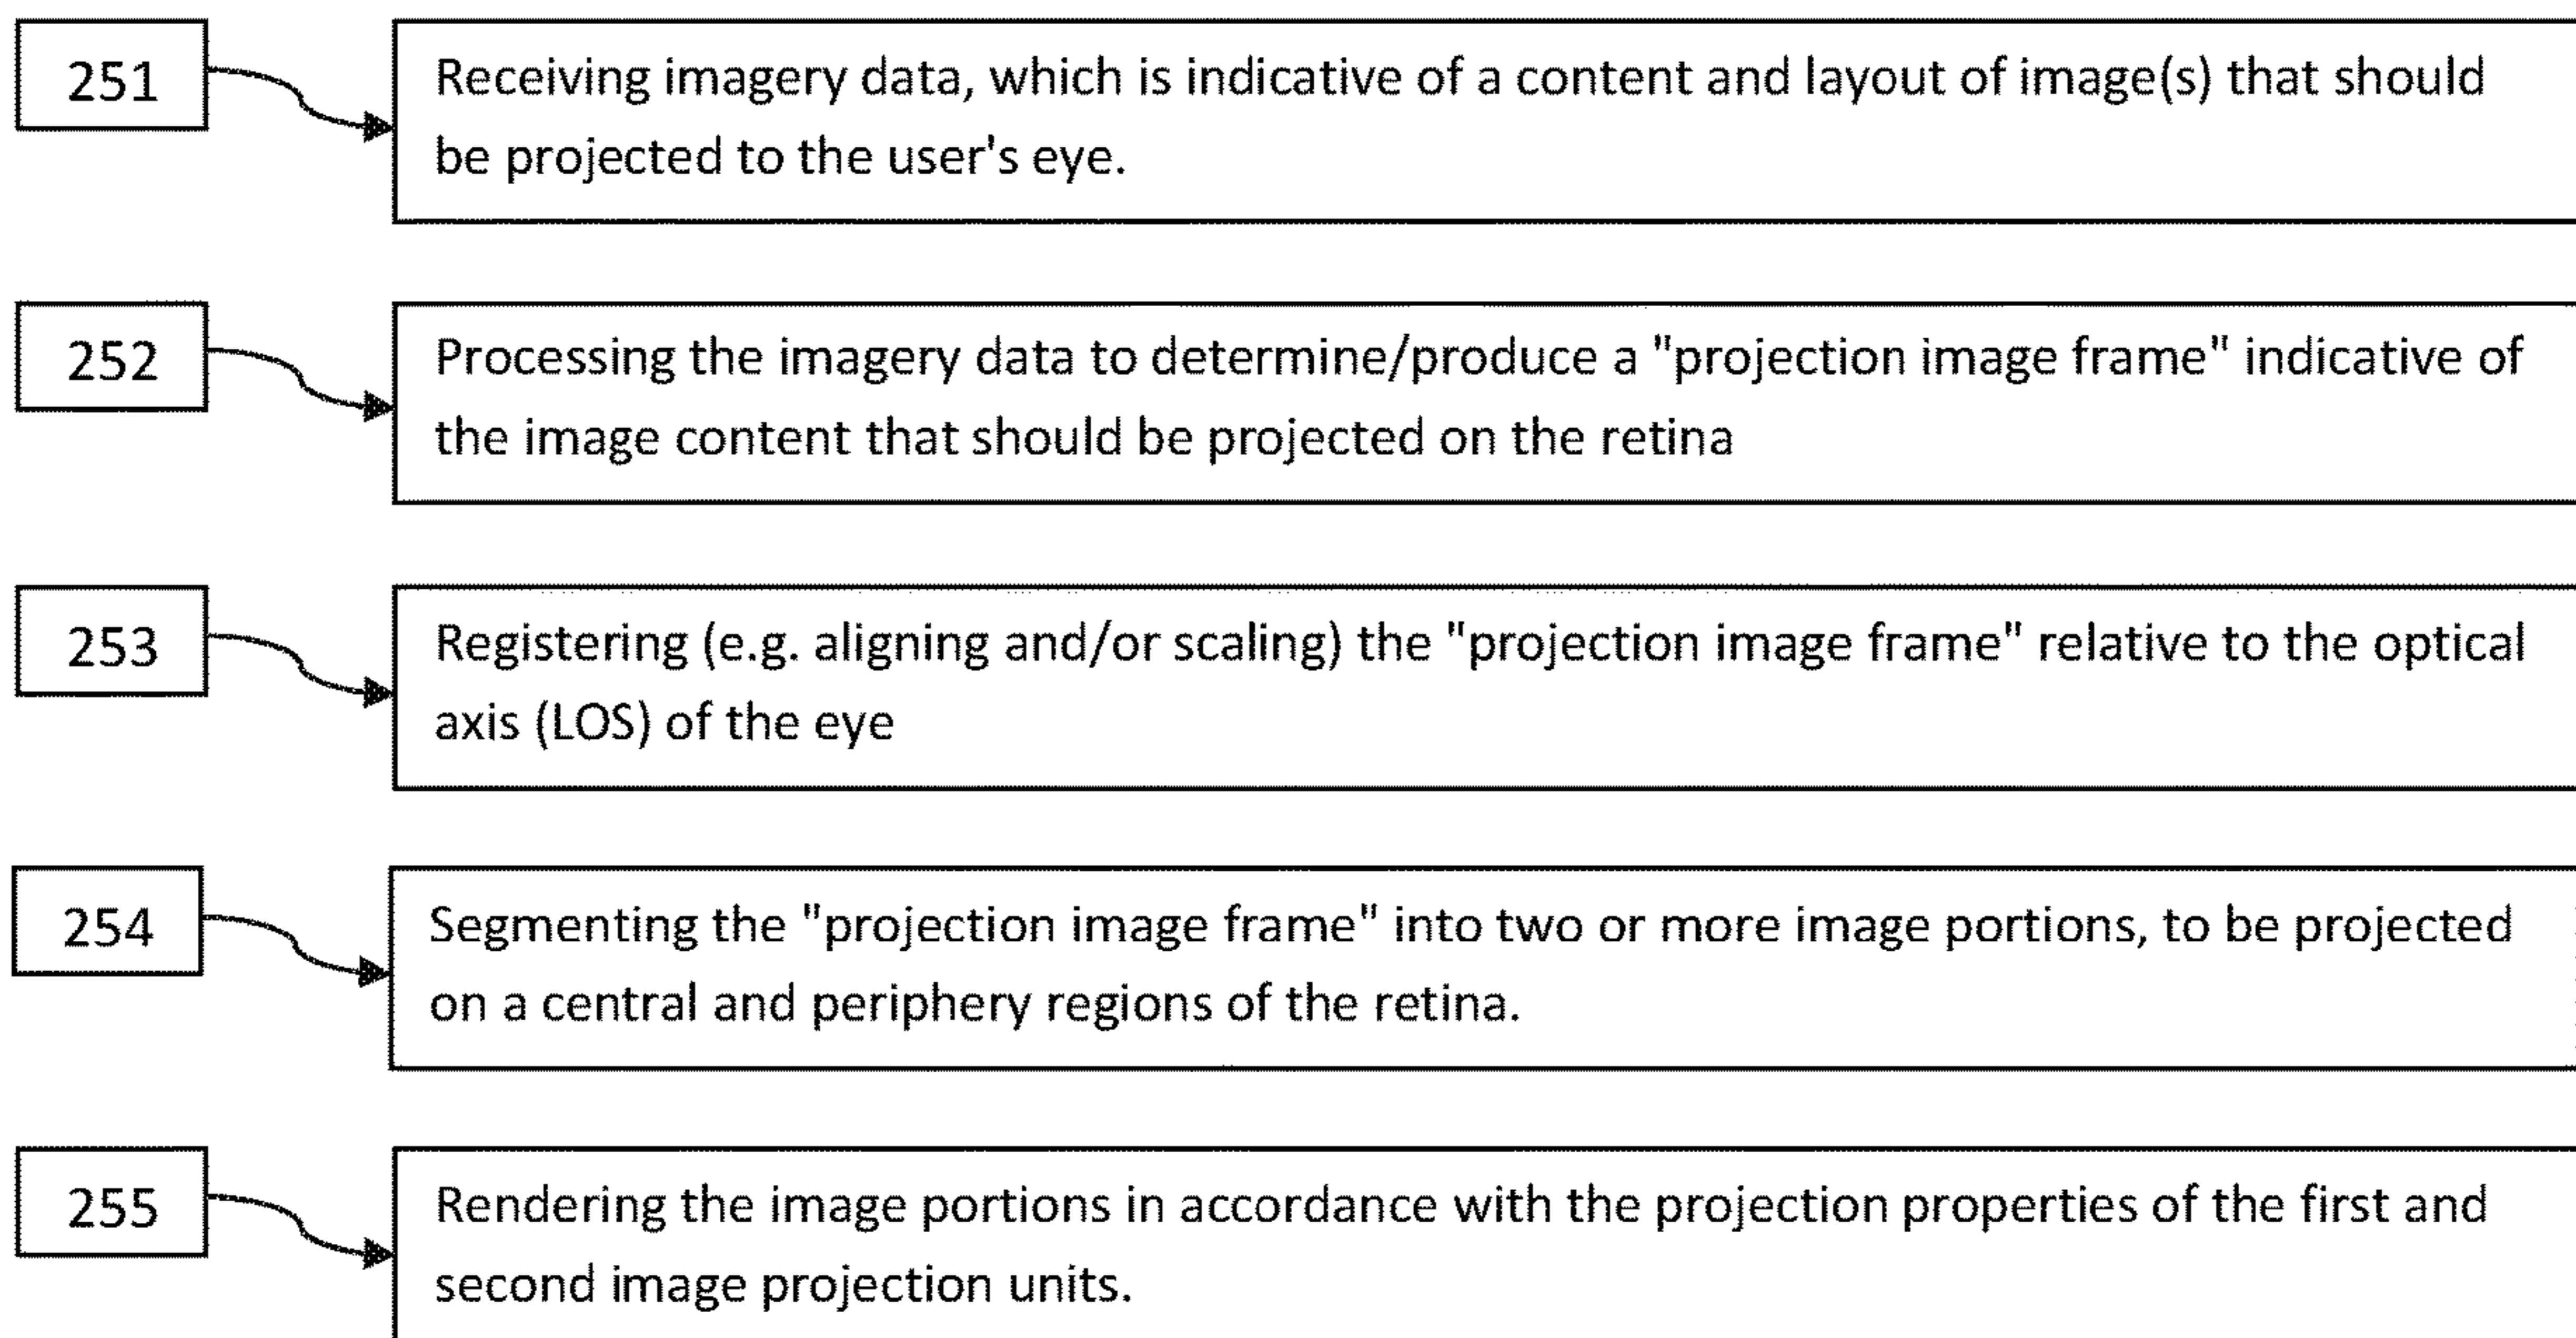 251
Receiving imagery data, which is indicative of a content and layout of image(s) that should
be projected to the user's eye.
252
Processing the imagery data to determine/produce a "projection image frame" indicative of
the image content that should be projected on the retina
253
Registering (e.g. aligning and/or scaling) the "projection image frame" relative to the optical
axis (LOS) of the eye
254
Segmenting the "projection image frame" into two or more image portions, to be projected
on a central and periphery regions of the retina.
255
Rendering the image portions in accordance with the projection properties of the first and
second image projection units.